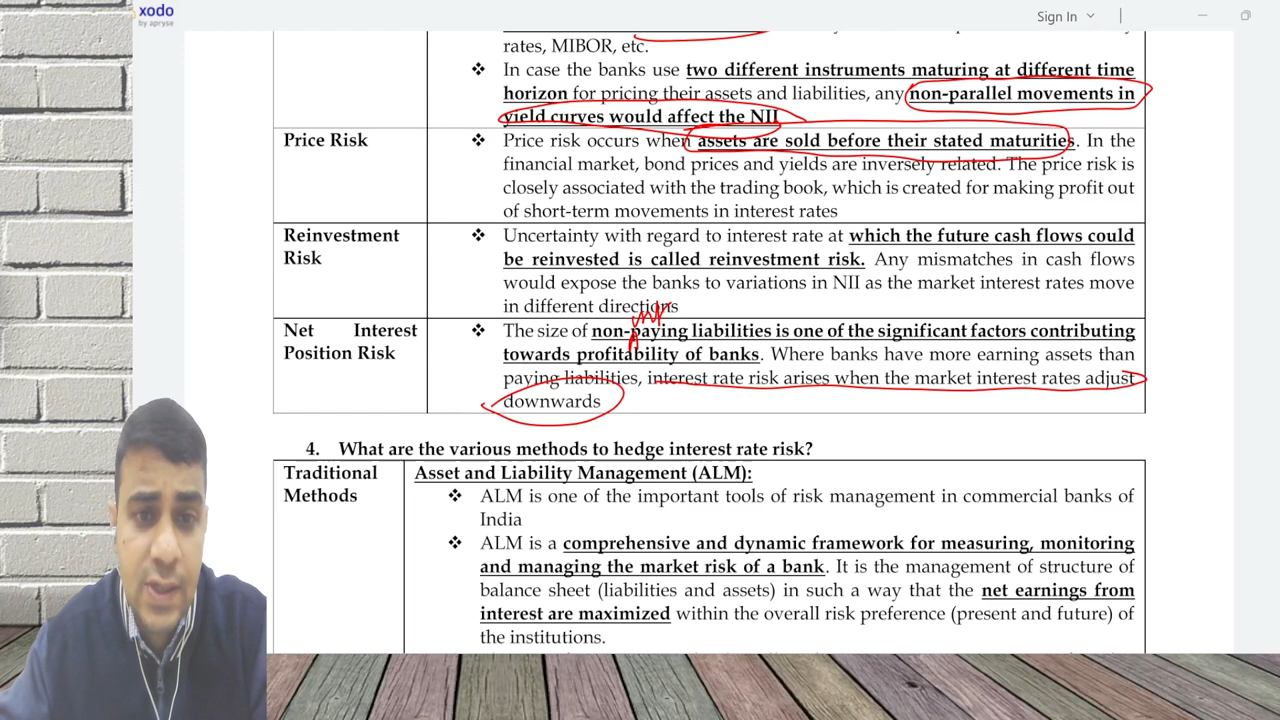 xodo
by apryse
Sign In
rates, MIBOR, etc.
❖ In case the banks use two different instruments maturing at different time
horizon for pricing their assets and liabilities, any non-parallel movements in
yield curves would affect the NII
Price Risk
❖ Price risk occurs when assets are sold before their stated maturities. In the
financial market, bond prices and yields are inversely related. The price risk is
closely associated with the trading book, which is created for making profit out
of short-term movements in interest rates
Reinvestment
Risk
❖ Uncertainty with regard to interest rate at which the future cash flows could
be reinvested is called reinvestment risk. Any mismatches in cash flows
would expose the banks to variations in NII as the market interest rates move
in different directions
Net Interest
Position Risk
❖ The size of non-paying liabilities is one of the significant factors contributing
towards profitability of banks. Where banks have more earning assets than
paying liabilities, interest rate risk arises when the market interest rates adjust
downwards
4. What are the various methods to hedge interest rate risk?
Traditional
Methods
Asset and Liability Management (ALM):
❖ ALM is one of the important tools of risk management in commercial banks of
India
❖ ALM is a comprehensive and dynamic framework for measuring, monitoring
and managing the market risk of a bank. It is the management of structure of
balance sheet (liabilities and assets) in such a way that the net earnings from
interest are maximized within the overall risk preference (present and future) of
the institutions.